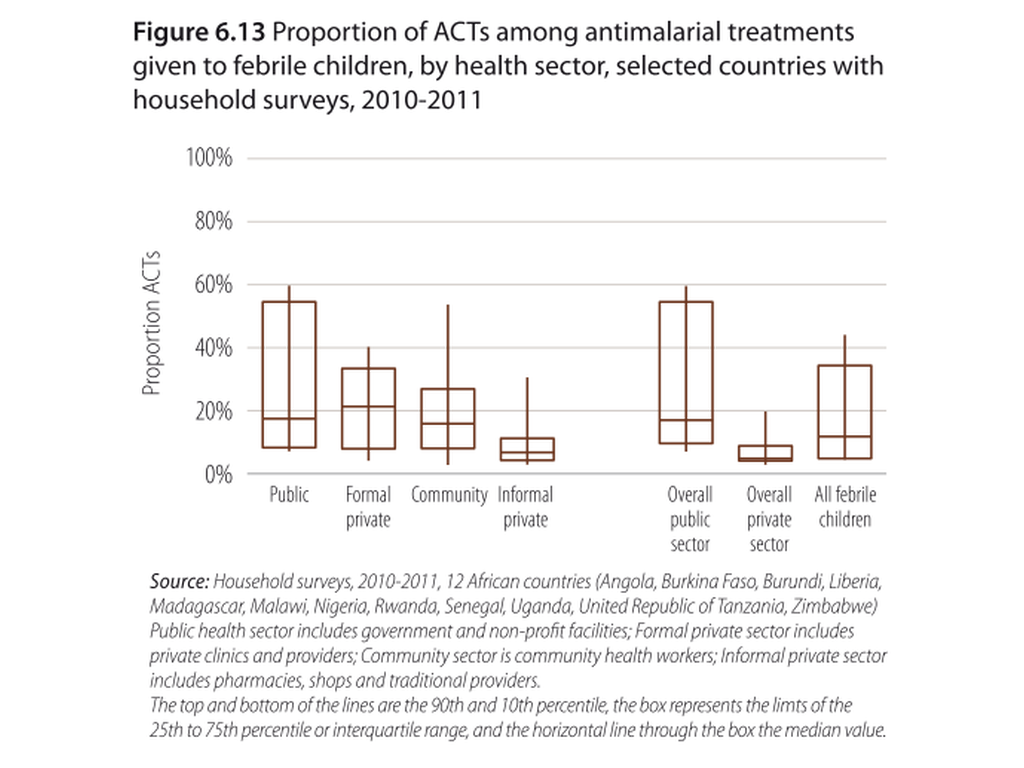 Figure 6.13 Proportion of ACTs among antimalarial treatments
given to febrile children, by health sector, selected countries with
household surveys, 2010-2011
100%
80%
60%
40%
20%
0%
Proportion ACTs
Public
Formal
private
Community
Informal
private
Overall
public
sector
Overall
private
sector
All febrile
children
Source: Household surveys, 2010-2011, 12 African countries (Angola, Burkina Faso, Burundi, Liberia,
Madagascar, Malawi, Nigeria, Rwanda, Senegal, Uganda, United Republic of Tanzania, Zimbabwe)
Public health sector includes government and non-profit facilities; Formal private sector includes
private clinics and providers; Community sector is community health workers; Informal private sector
includes pharmacies, shops and traditional providers.
The top and bottom of the lines are the 90th and 10th percentile, the box represents the limts of the
25th to 75th percentile or interquartile range, and the horizontal line through the box the median value.